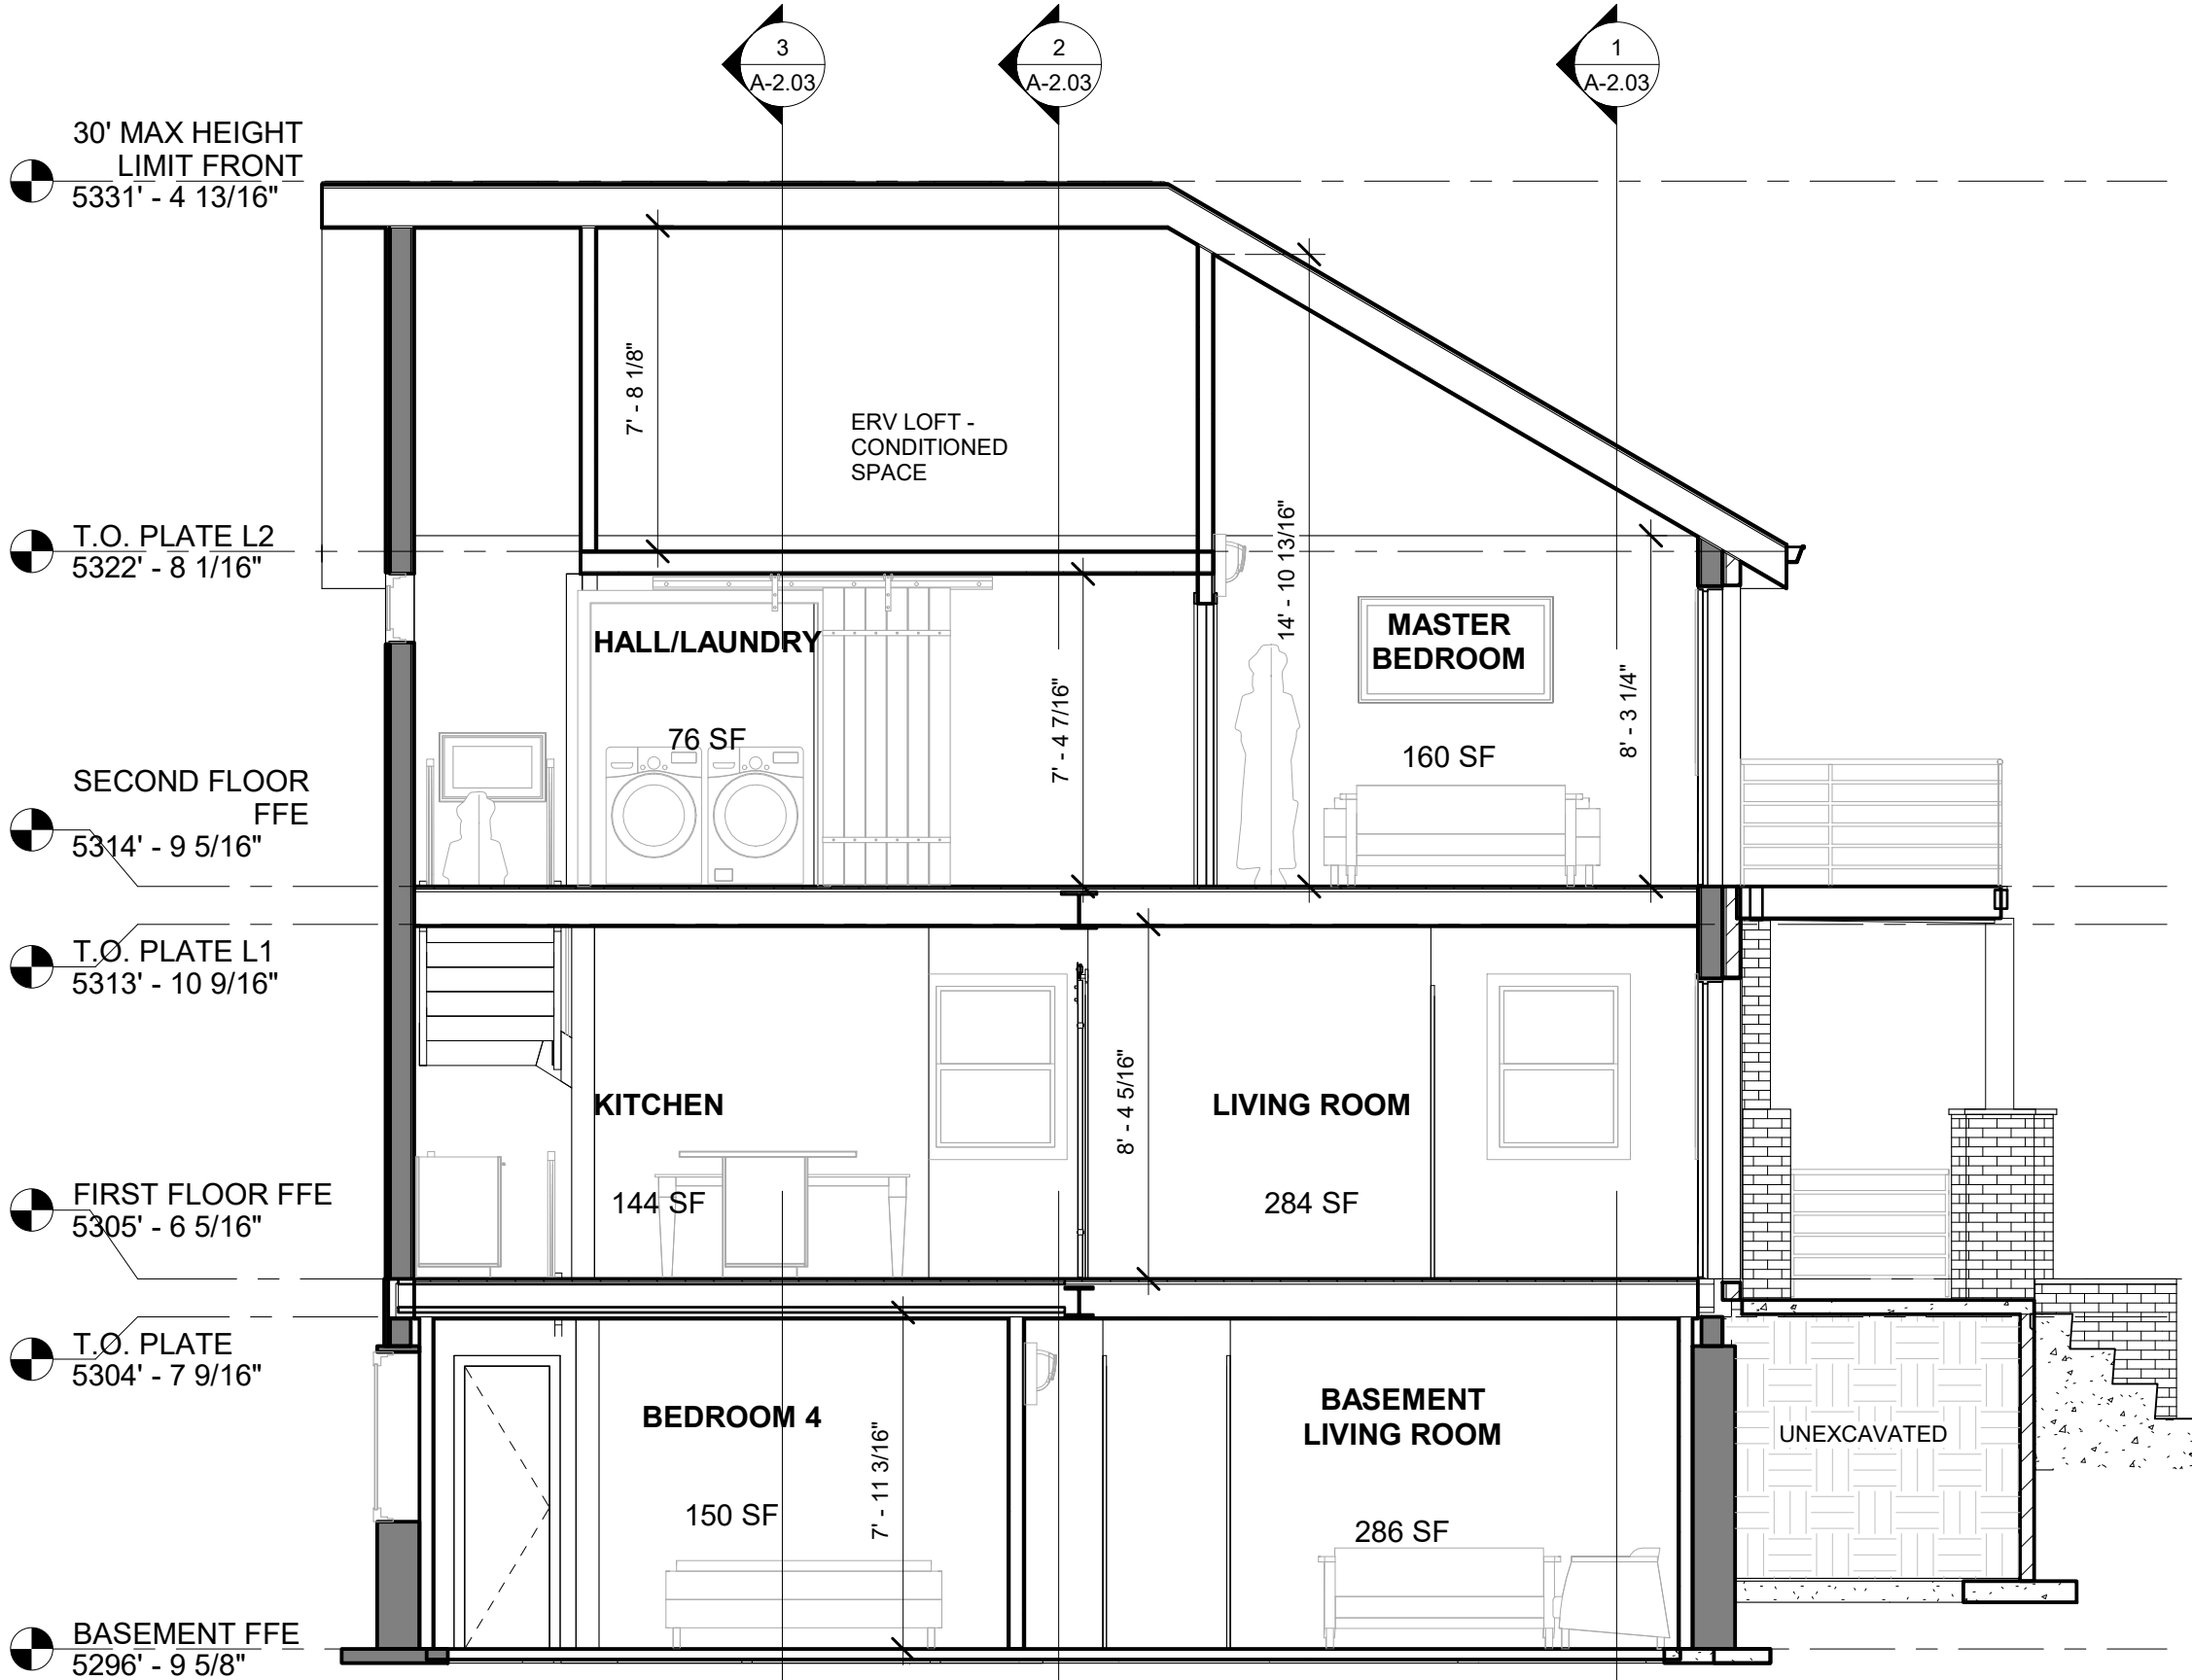 3
A-2.03
2
A-2.03
1
A-2.03
30' MAX HEIGHT
LIMIT FRONT
5331' - 4 13/16"
7' - 8 1/8"
ERV LOFT -
CONDITIONED
SPACE
T.O. PLATE L2
5322' - 8 1/16"
14' - 10 13/16"
HALL/LAUNDRY
76 SF
7' - 4 7/16"
MASTER
BEDROOM
160 SF
8' - 3 1/4"
SECOND FLOOR
FFE
5314' - 9 5/16"
T.O. PLATE L1
5313' - 10 9/16"
KITCHEN
144 SF
8' - 4 5/16"
LIVING ROOM
284 SF
FIRST FLOOR FFE
5305' - 6 5/16"
T.O. PLATE
5304' - 7 9/16"
BEDROOM 4
150 SF
7' - 11 3/16"
BASEMENT
LIVING ROOM
286 SF
UNEXCAVATED
BASEMENT FFE
5296' - 9 5/8"